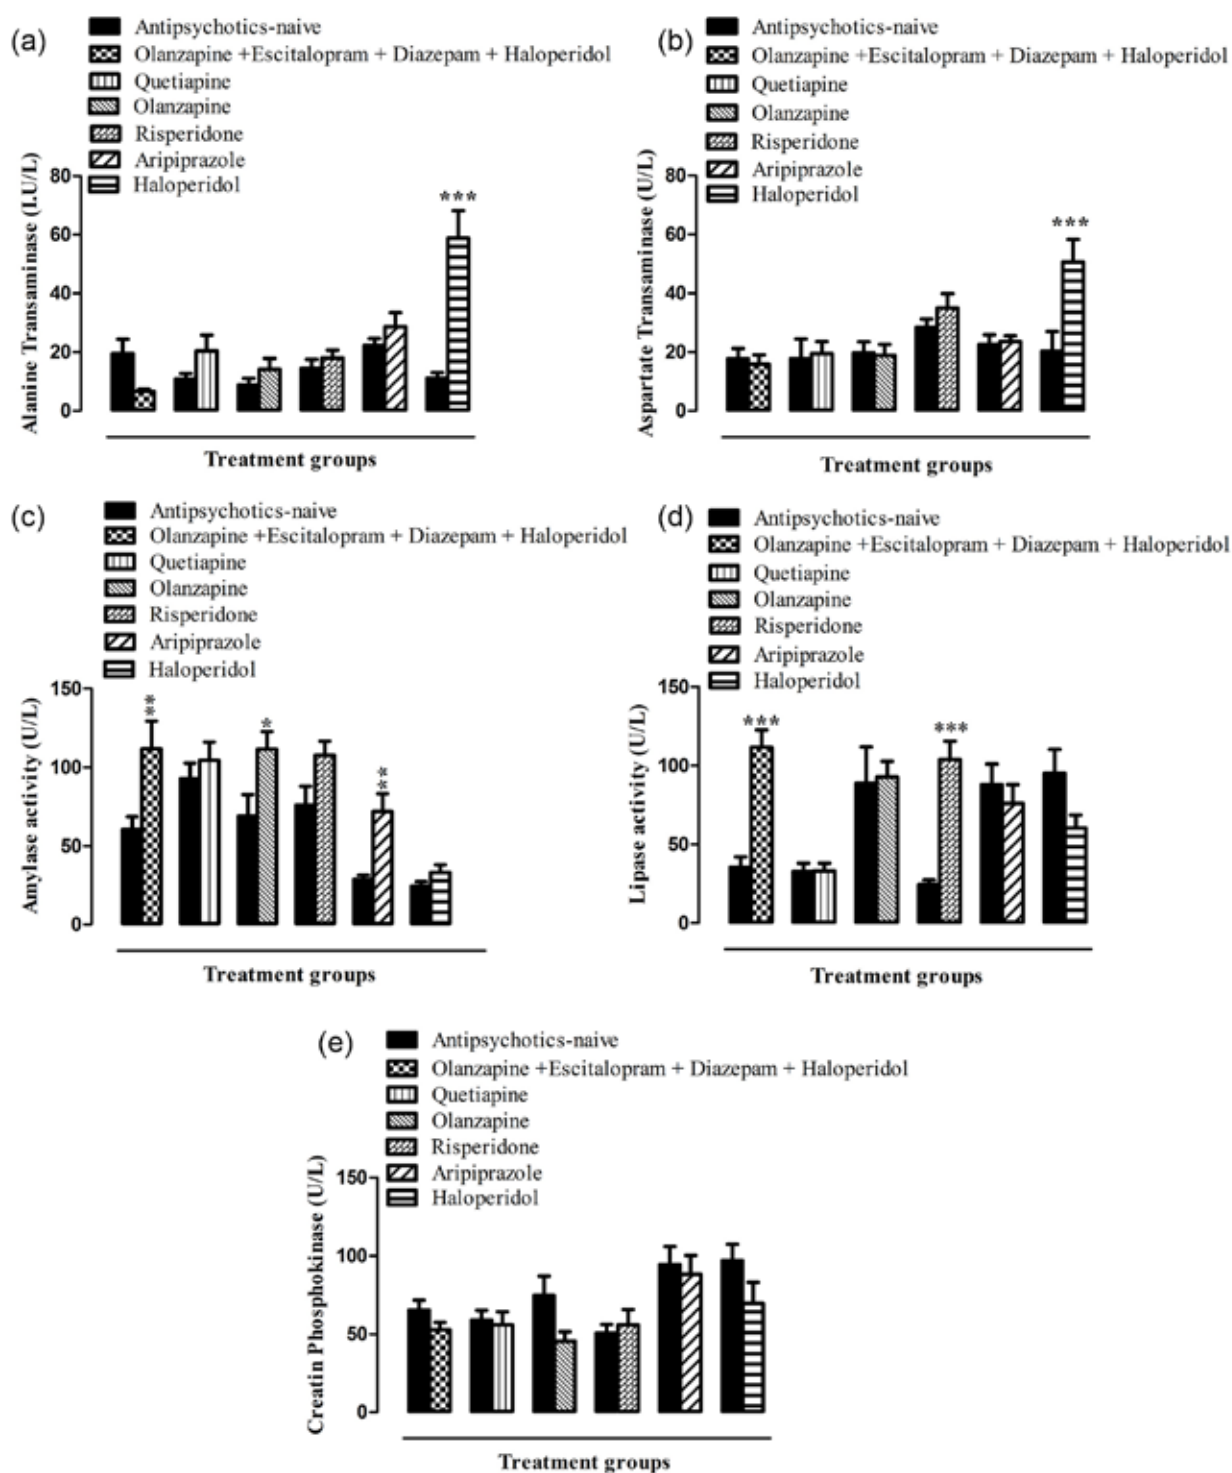 (a)
Antipsychotics-naive
Olanzapine +Escitalopram + Diazepam + Haloperidol
Quetiapine
Olanzapine
Risperidone
Aripiprazole
Haloperidol
Alanine Transaminase (I.U/L)
80
60
40
20
0
***
Treatment groups
(b)
Antipsychotics-naive
Olanzapine +Escitalopram + Diazepam + Haloperidol
Quetiapine
Olanzapine
Risperidone
Aripiprazole
Haloperidol
Aspartate Transaminase (U/L)
80
60
40
20
0
***
Treatment groups
(c)
Antipsychotics-naive
Olanzapine +Escitalopram + Diazepam + Haloperidol
Quetiapine
Olanzapine
Risperidone
Aripiprazole
Haloperidol
Amylase activity (U/L)
150
100
50
0
**
*
**
Treatment groups
(d)
Antipsychotics-naive
Olanzapine +Escitalopram + Diazepam + Haloperidol
Quetiapine
Olanzapine
Risperidone
Aripiprazole
Haloperidol
Lipase activity (U/L)
150
100
50
0
***
***
Treatment groups
(e)
Antipsychotics-naive
Olanzapine +Escitalopram + Diazepam + Haloperidol
Quetiapine
Olanzapine
Risperidone
Aripiprazole
Haloperidol
Creatin Phosphokinase (U/L)
150
100
50
0
Treatment groups